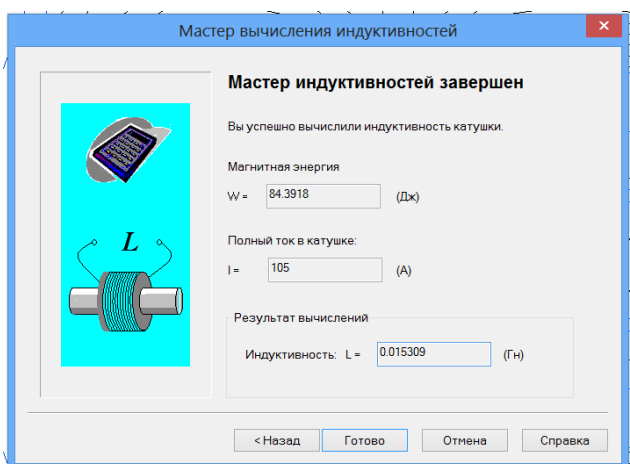 Мастер вычисления индуктивностей
Мастер индуктивностей завершен
Вы успешно вычислили индуктивность катушки.
Магнитная энергия
W = 84.3918 (Дж)
L
Полный ток в катушке:
I = 105 (А)
Результат вычислений
Индуктивность: L = 0.015309 (Гн)
< Назад Готово Отмена Справка